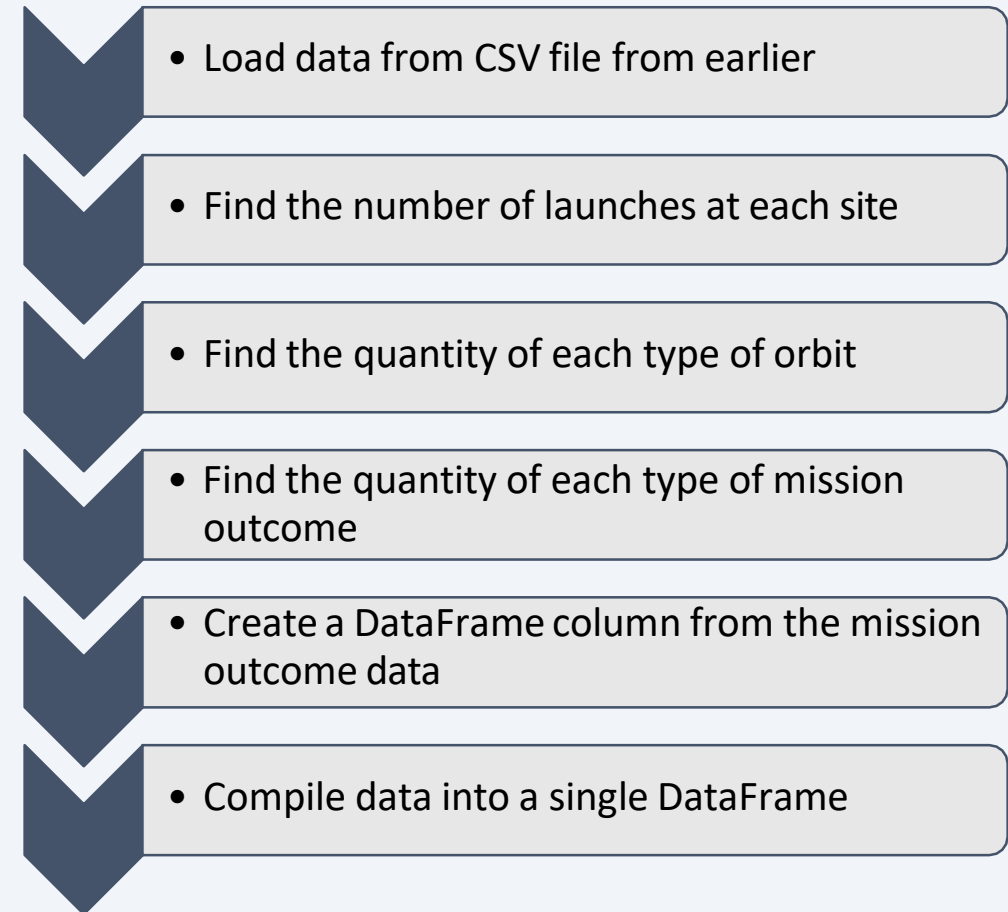 • Load data from CSV file from earlier
• Find the number of launches at each site
• Find the quantity of each type of orbit
• Find the quantity of each type of mission
outcome
• Create a DataFrame column from the mission
outcome data
• Compile data into a single DataFrame